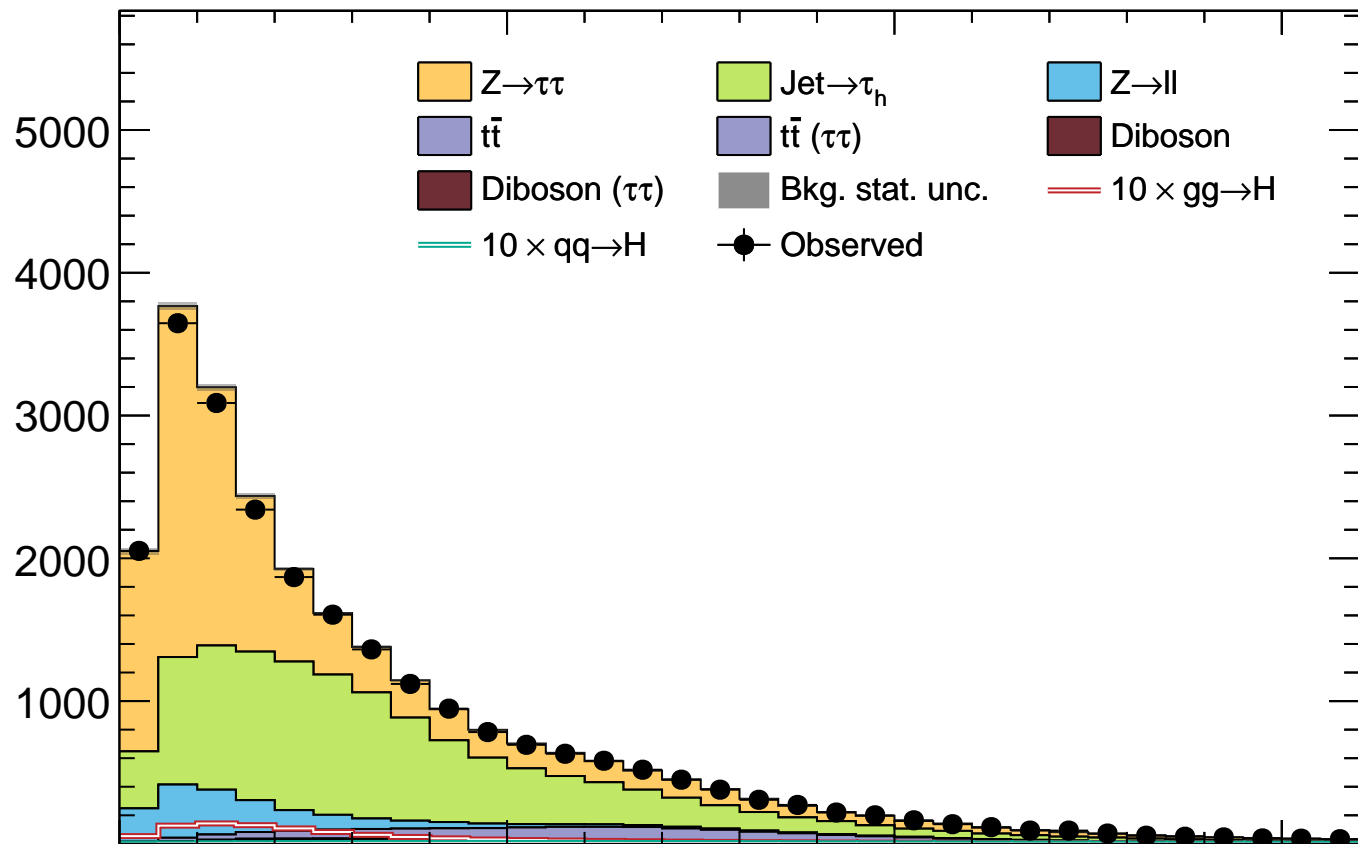 5000
4000
3000
2000
1000
Z→ττ Jet→τₕ Z→ll
tt̄ tt̄ (ττ) Diboson
Diboson (ττ) Bkg. stat. unc. 10 × gg→H
10 × qq→H Observed